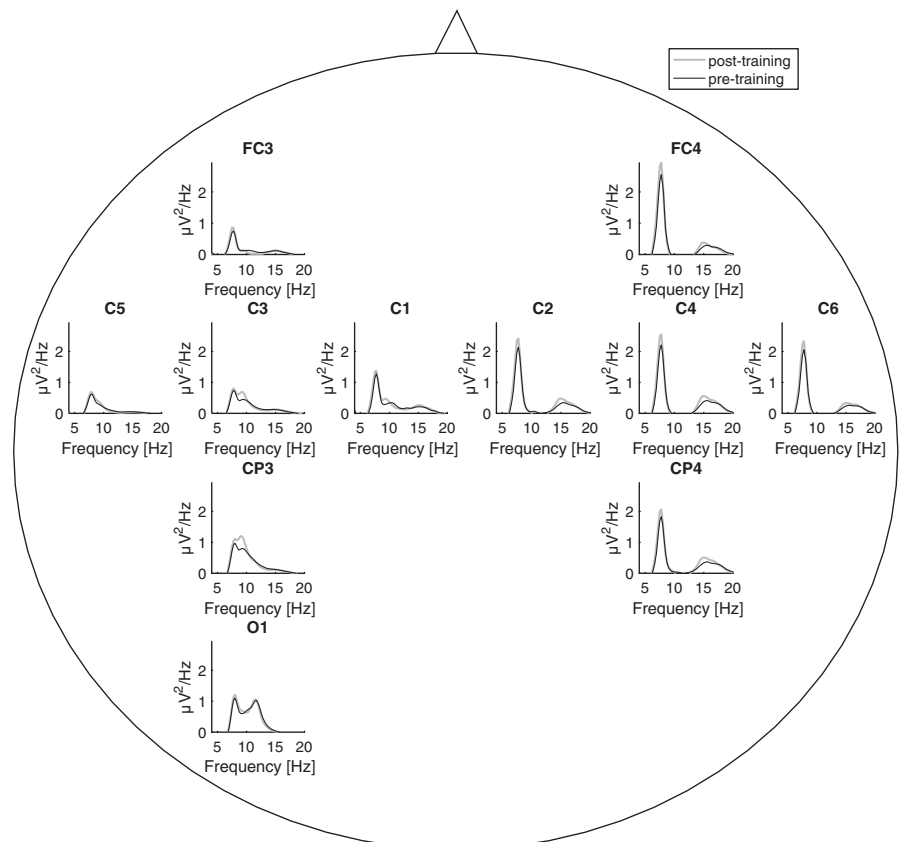 post-training
pre-training
FC3
FC4
µV²/Hz
2
1
0
5 10 15 20
Frequency [Hz]
µV²/Hz
2
1
0
5 10 15 20
Frequency [Hz]
C5
C3
C1
C2
C4
C6
µV²/Hz
2
1
0
5 10 15 20
Frequency [Hz]
µV²/Hz
2
1
0
5 10 15 20
Frequency [Hz]
µV²/Hz
2
1
0
5 10 15 20
Frequency [Hz]
µV²/Hz
2
1
0
5 10 15 20
Frequency [Hz]
µV²/Hz
2
1
0
5 10 15 20
Frequency [Hz]
µV²/Hz
2
1
0
5 10 15 20
Frequency [Hz]
CP3
CP4
µV²/Hz
2
1
0
5 10 15 20
Frequency [Hz]
µV²/Hz
2
1
0
5 10 15 20
Frequency [Hz]
O1
µV²/Hz
2
1
0
5 10 15 20
Frequency [Hz]